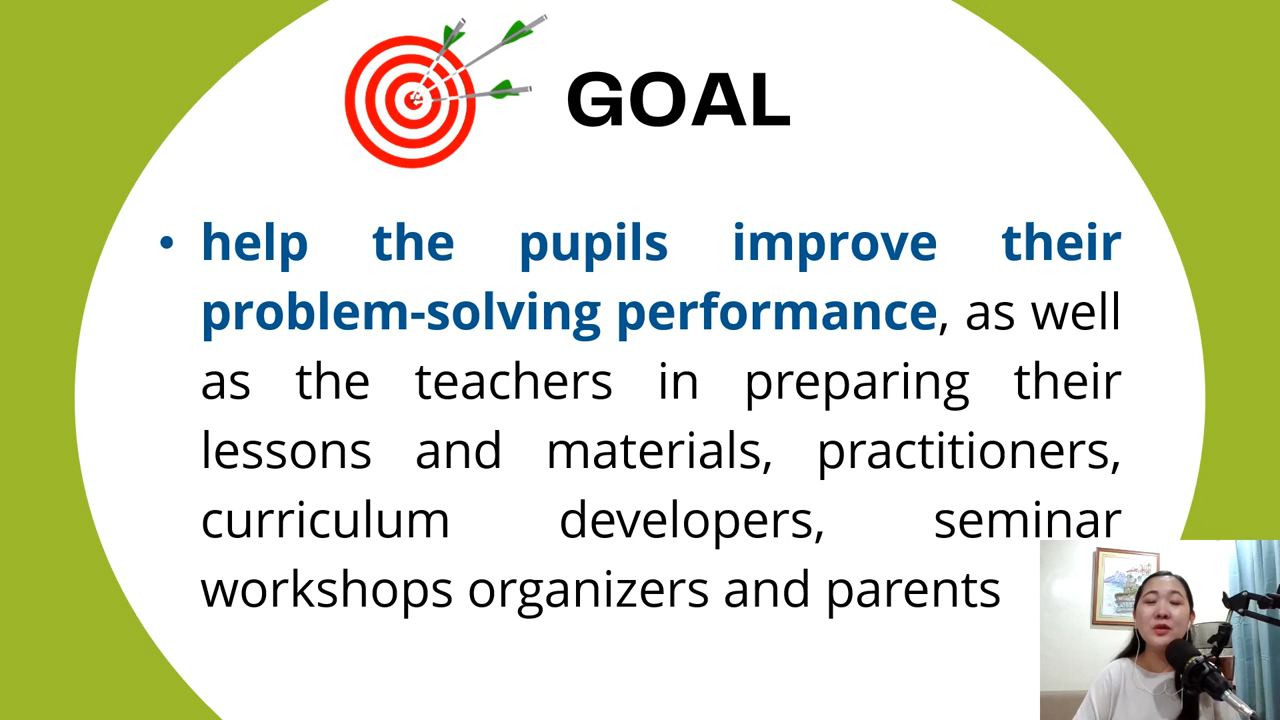 GOAL
• help the pupils improve their
problem-solving performance, as well
as the teachers in preparing their
lessons and materials, practitioners,
curriculum developers, seminar
workshops organizers and parents